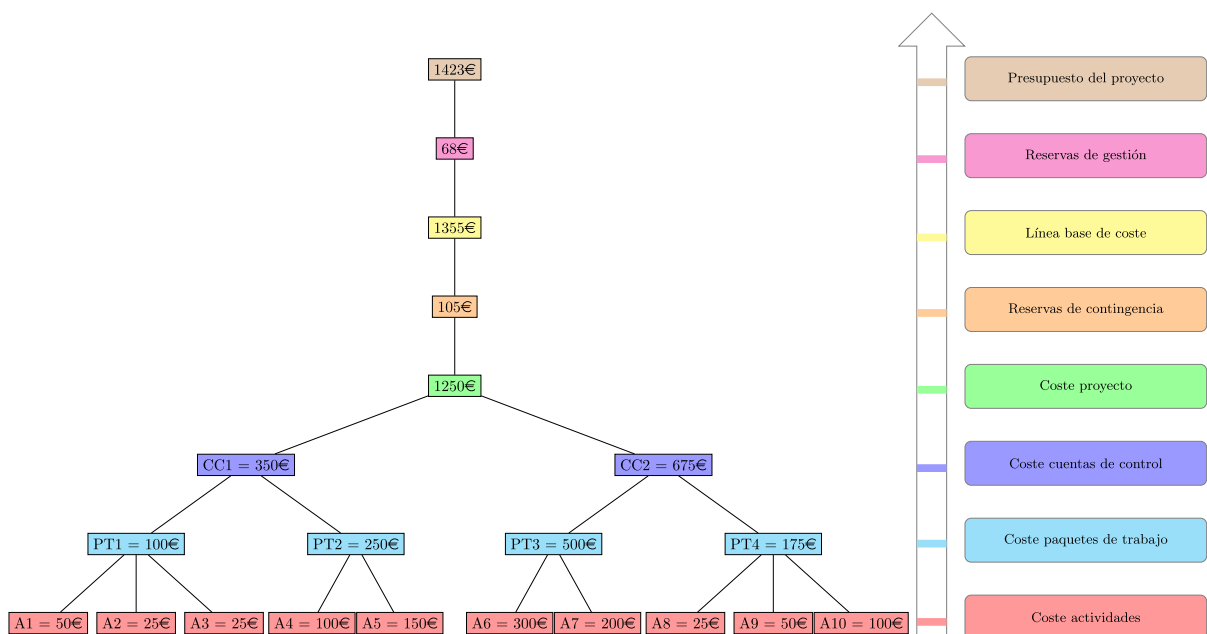 1423€
68€
1355€
105€
1250€
CC1 = 350€ CC2 = 675€
PT1 = 100€ PT2 = 250€ PT3 = 500€ PT4 = 175€
A1 = 50€ A2 = 25€ A3 = 25€ A4 = 100€ A5 = 150€ A6 = 300€ A7 = 200€ A8 = 25€ A9 = 50€ A10 = 100€
Presupuesto del proyecto
Reservas de gestión
Línea base de coste
Reservas de contingencia
Coste proyecto
Coste cuentas de control
Coste paquetes de trabajo
Coste actividades